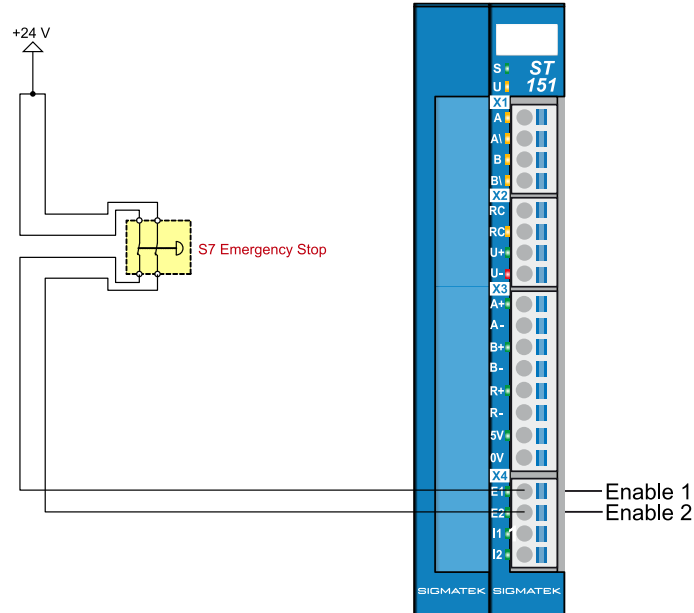 +24 V
S7 Emergency Stop
S
ST
U
151
X1
A
A\
B
B\
X2
RC
RC
U+
U-
X3
A+
A-
B+
B-
R+
R-
5V
0V
X4
E1
Enable 1
E2
Enable 2
I1
1
I2
SIGMATEK
SIGMATEK